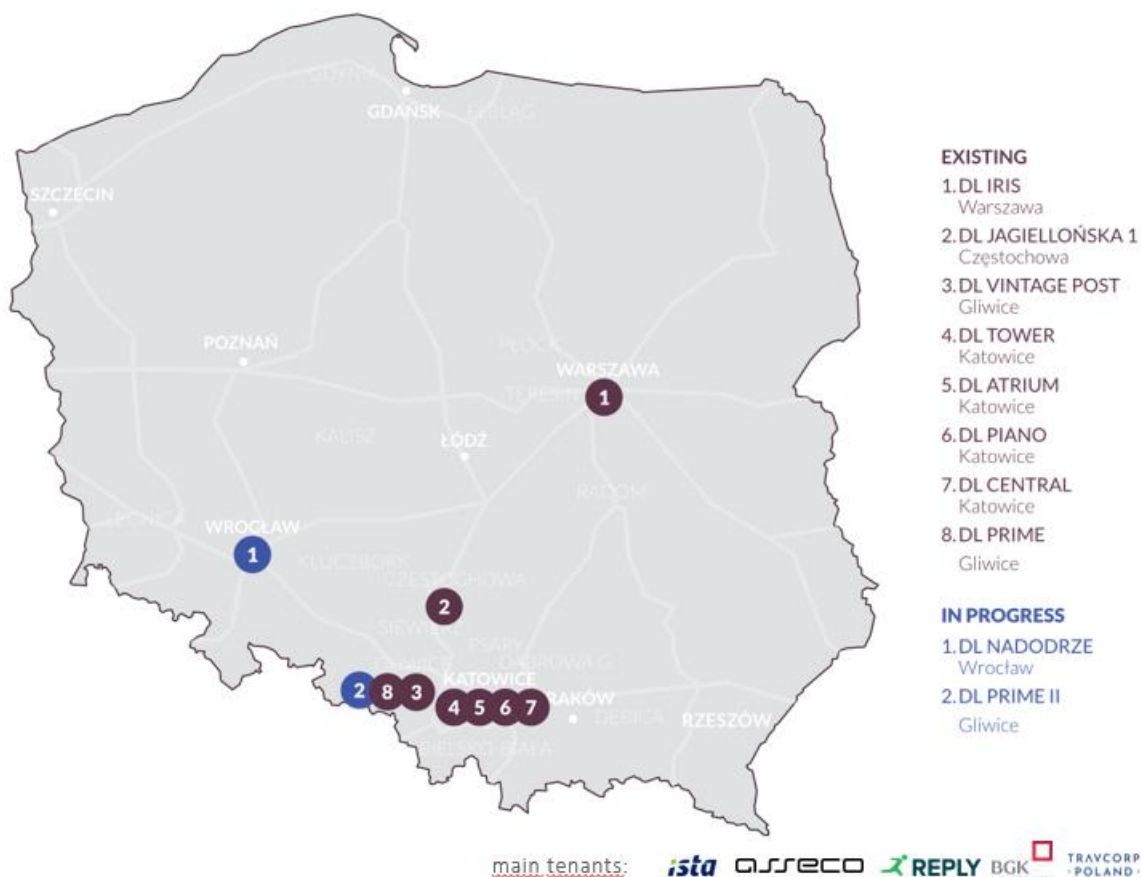 GDYNIA
GDAŃSK
ELBLĄG
SZCZECIN
POZNAŃ
PŁOCK
WARSZAWA
TERESIN
1
KALISZ
ŁÓDŹ
RADOM
LEGNICA
WROCŁAW
1
KLUCZBORK
CZĘSTOCHOWA
2
SIEWIERZ
PSARY
GLIWICE
DĄBROWA G.
KATOWICE
2 8 3
4 5 6 7
RAKÓW
DĘBICA
RZESZÓW
BIELSKO-BIAŁA
EXISTING
1. DL IRIS
Warszawa
2. DL JAGIELLOŃSKA 1
Częstochowa
3. DL VINTAGE POST
Gliwice
4. DL TOWER
Katowice
5. DL ATRIUM
Katowice
6. DL PIANO
Katowice
7. DL CENTRAL
Katowice
8. DL PRIME
Gliwice
IN PROGRESS
1. DL NADODRZE
Wrocław
2. DL PRIME II
Gliwice
main tenants: ista asseco REPLY BGK TRAVCORP
·POLAND·